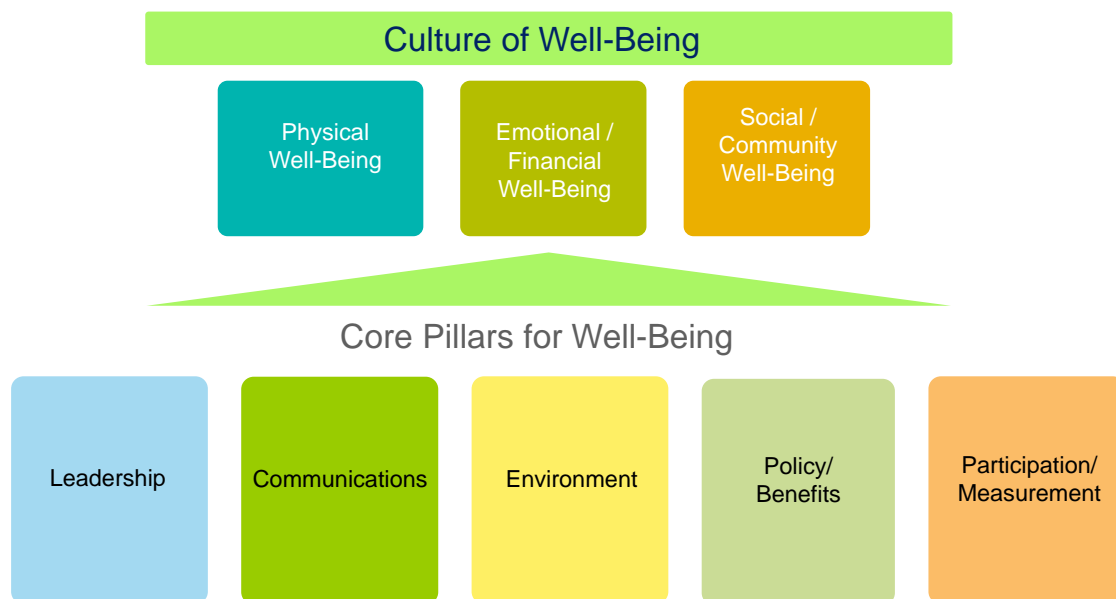 Culture of Well-Being
Physical
Well-Being
Emotional /
Financial
Well-Being
Social /
Community
Well-Being
Core Pillars for Well-Being
Leadership
Communications
Environment
Policy/
Benefits
Participation/
Measurement